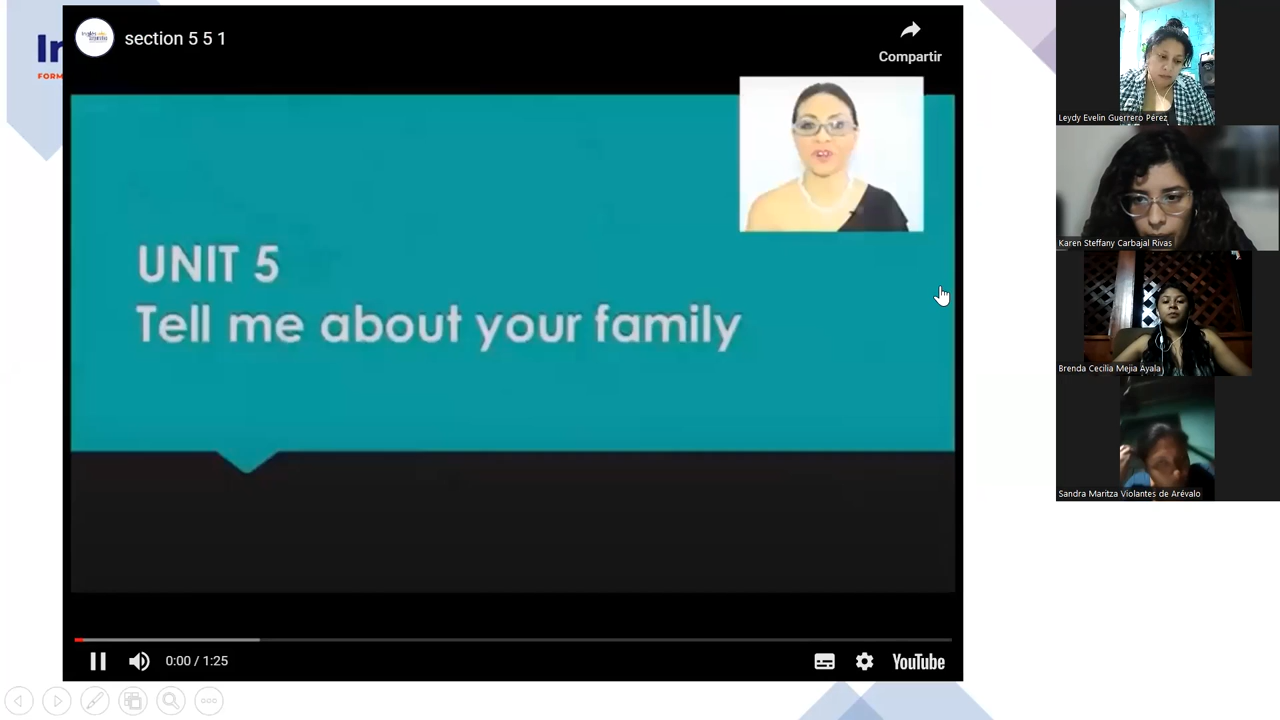 section 5 5 1
Compartir
UNIT 5
Tell me about your family
0:00 / 1:25
YouTube
Leydy Evelin Guerrero Pérez
Karen Steffany Carbajal Rivas
Brenda Cecilia Mejia Ayala
Sandra Maritza Violantes de Arévalo